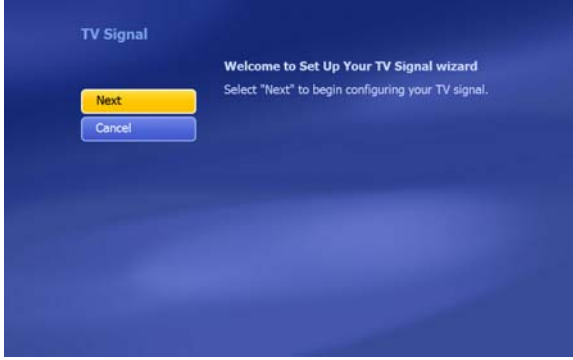 TV Signal
Welcome to Set Up Your TV Signal wizard
Select "Next" to begin configuring your TV signal.
Next
Cancel